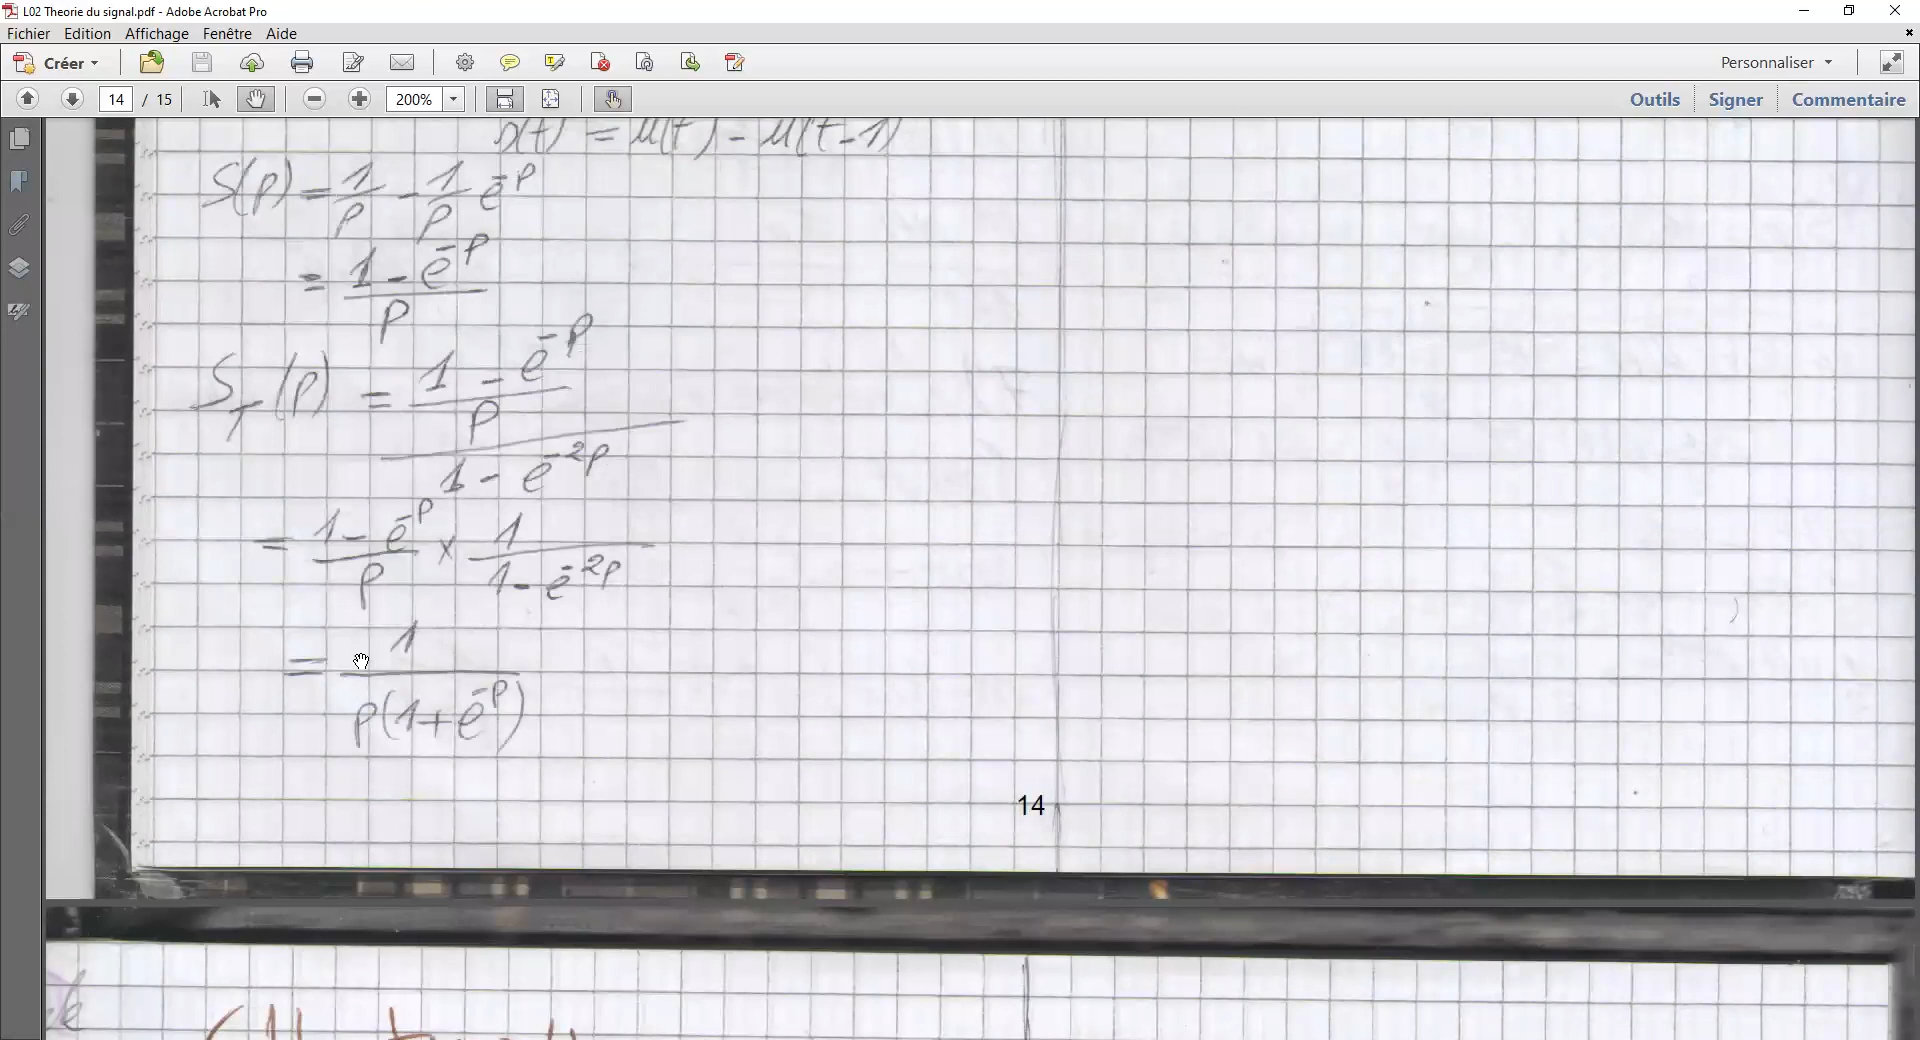 L02 Theorie du signal.pdf - Adobe Acrobat Pro
Fichier Edition Affichage Fenêtre Aide
Créer Personnaliser
14 / 15 200% Outils Signer Commentaire
s(t) = u(t) - u(t-1)
S(p) = 1/p - 1/p e^-p
= (1 - e^-p)/p
S_T(p) = ((1 - e^-p)/p)/(1 - e^-2p)
= (1 - e^-p)/p × 1/(1 - e^-2p)
= 1/(p(1+e^-p))
14